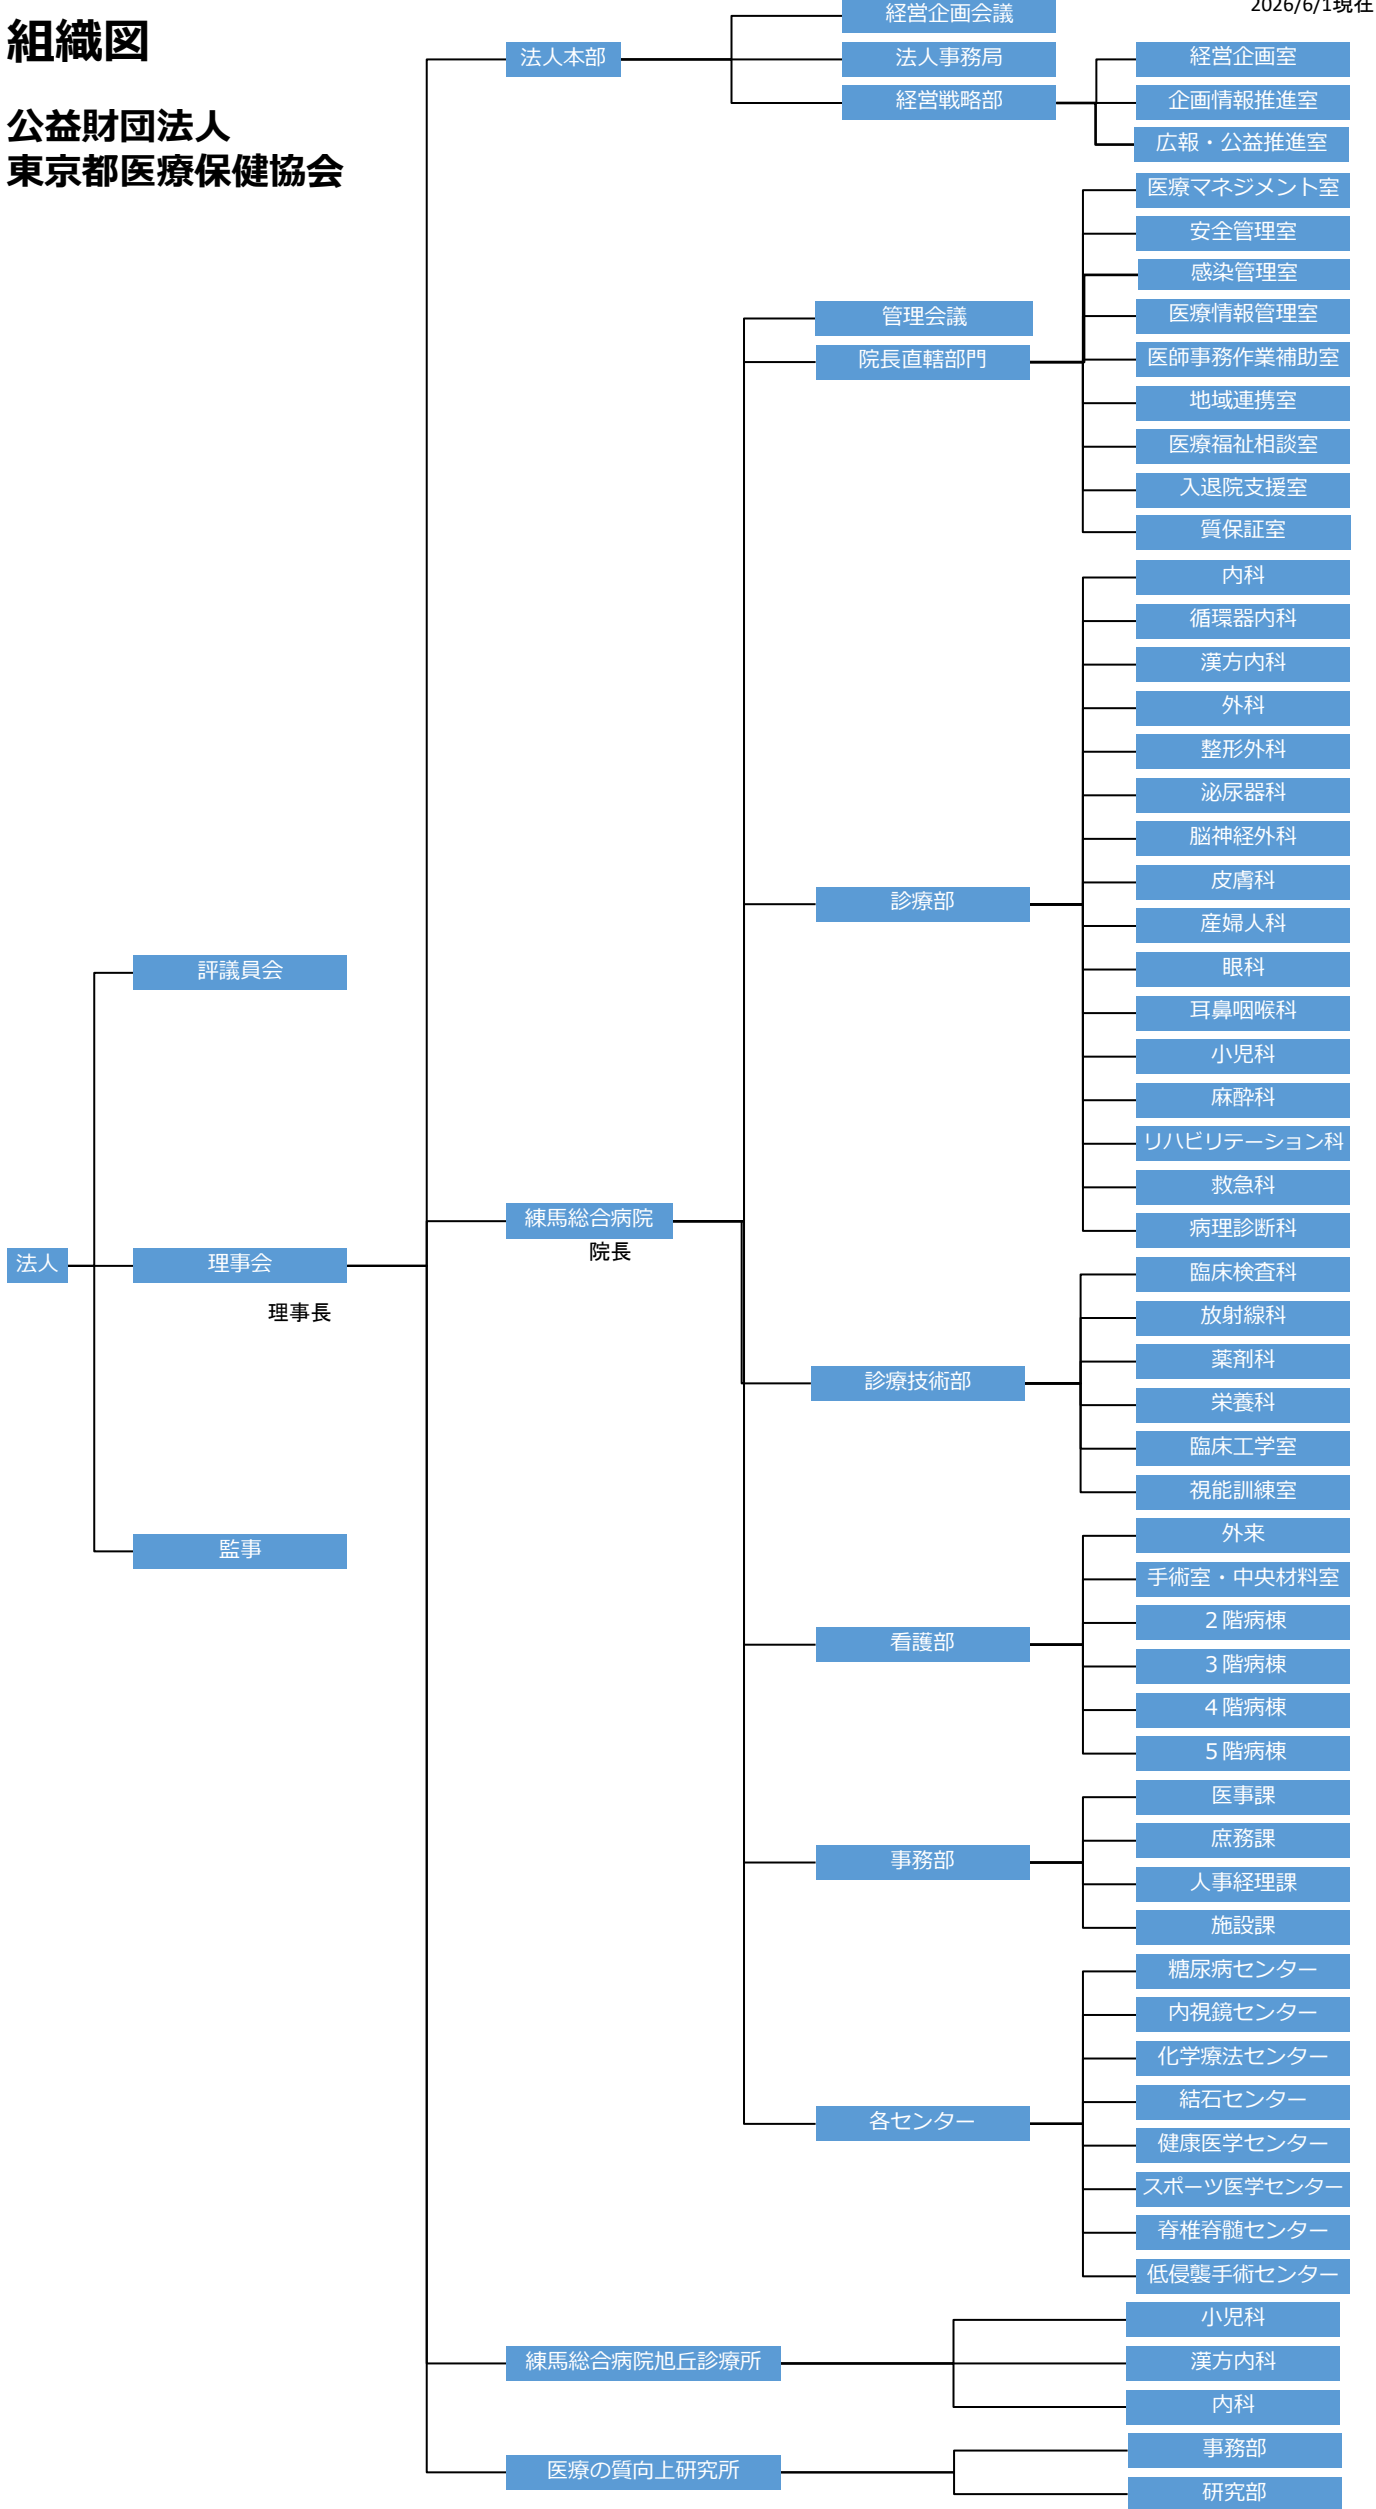 組織図
2026/6/1現在
公益財団法人
東京都医療保健協会
法人
評議員会
理事会
理事長
監事
法人本部
経営企画会議
法人事務局
経営戦略部
経営企画室
企画情報推進室
広報・公益推進室
練馬総合病院
院長
管理会議
院長直轄部門
医療マネジメント室
安全管理室
感染管理室
医療情報管理室
医師事務作業補助室
地域連携室
医療福祉相談室
入退院支援室
質保証室
診療部
内科
循環器内科
漢方内科
外科
整形外科
泌尿器科
脳神経外科
皮膚科
産婦人科
眼科
耳鼻咽喉科
小児科
麻酔科
リハビリテーション科
救急科
病理診断科
診療技術部
臨床検査科
放射線科
薬剤科
栄養科
臨床工学室
視能訓練室
看護部
外来
手術室・中央材料室
２階病棟
３階病棟
４階病棟
５階病棟
事務部
医事課
庶務課
人事経理課
施設課
各センター
糖尿病センター
内視鏡センター
化学療法センター
結石センター
健康医学センター
スポーツ医学センター
脊椎脊髄センター
低侵襲手術センター
練馬総合病院旭丘診療所
小児科
漢方内科
内科
医療の質向上研究所
事務部
研究部